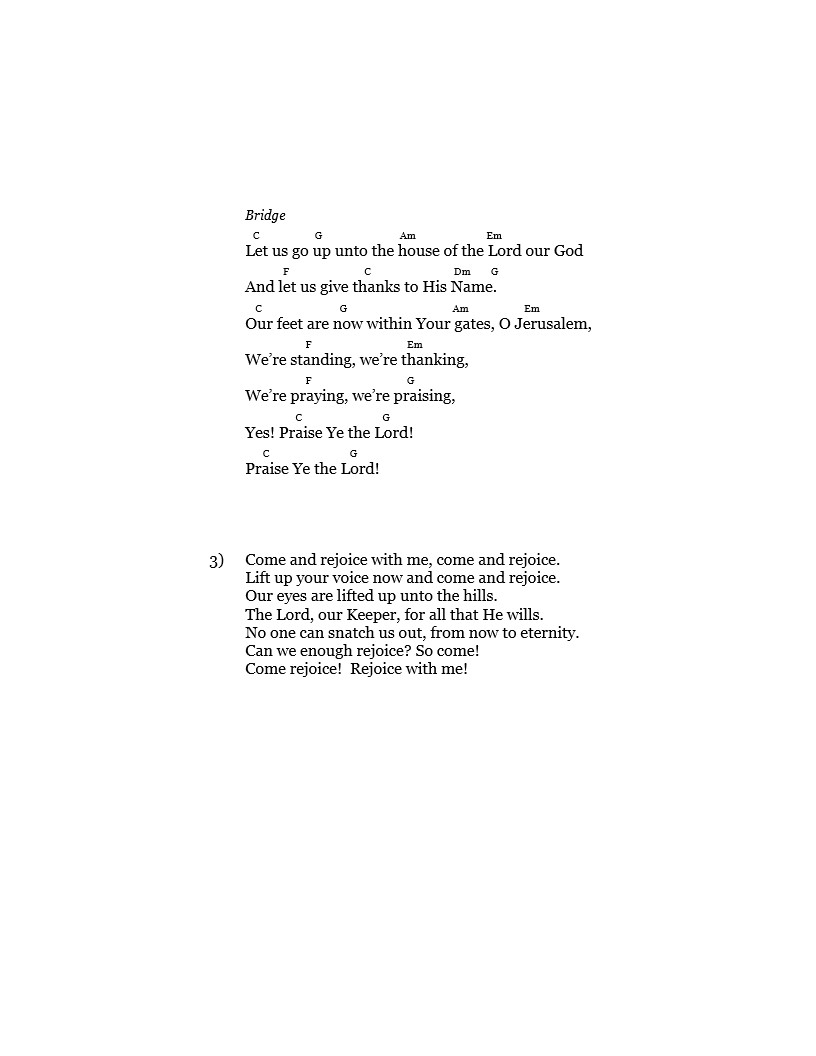 Bridge
C G Am Em
Let us go up unto the house of the Lord our God
F C Dm G
And let us give thanks to His Name.
C G Am Em
Our feet are now within Your gates, O Jerusalem,
F Em
We’re standing, we’re thanking,
F G
We’re praying, we’re praising,
C G
Yes! Praise Ye the Lord!
C G
Praise Ye the Lord!
3) Come and rejoice with me, come and rejoice.
Lift up your voice now and come and rejoice.
Our eyes are lifted up unto the hills.
The Lord, our Keeper, for all that He wills.
No one can snatch us out, from now to eternity.
Can we enough rejoice? So come!
Come rejoice!  Rejoice with me!